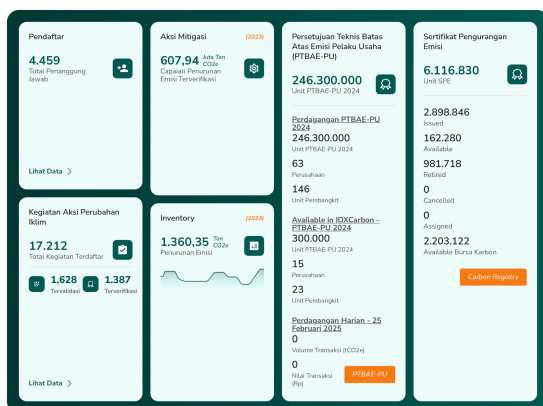 Pendaftar
4.459
Total Penanggung
Jawab
Lihat Data
Kegiatan Aksi Perubahan
Iklim
17.212
Total Kegiatan Terdaftar
1,628
Tervalidasi
1.387
Terverifikasi
Lihat Data
Aksi Mitigasi
(2023)
607,94 Juta Ton
CO2e
Capaian Penurunan
Emisi Terverifikasi
Inventory
(2023)
1.360,35 Ton
CO2e
Penurunan Emisi
Persetujuan Teknis Batas
Atas Emisi Pelaku Usaha
(PTBAE-PU)
246.300.000
Unit PTBAE-PU 2024
Perdagangan PTBAE-PU
2024
246.300.000
Unit PTBAE-PU 2024
63
Perusahaan
146
Unit Pembangkit
Available in IDXCarbon -
PTBAE-PU 2024
300.000
Unit PTBAE-PU 2024
15
Perusahaan
23
Unit Pembangkit
Perdagangan Harian - 25
Februari 2025
0
Volume Transaksi (tCO2e)
0
Nilai Transaksi
(Rp)
PTBAE-PU
Sertifikat Pengurangan
Emisi
6.116.830
Unit SPE
2.898.846
Issued
162.280
Available
981.718
Retired
0
Cancelled
0
Assigned
2.203.122
Available Bursa Karbon
Carbon Registry